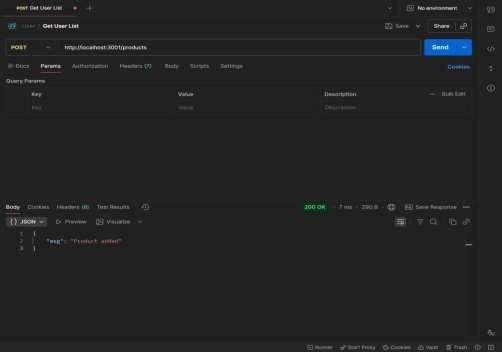 POST Get User List
No environment
User / Get User List
Save
Share
POST
http://localhost:3001/products
Send
Docs Params Authorization Headers (7) Body Scripts Settings
Cookies
Query Params
Key Value Description Bulk Edit
Key Value Description
Body Cookies Headers (8) Test Results
200 OK • 7 ms • 290 B
Save Response
{ } JSON Preview Visualize
1 {
2 "msg": "Product added"
3 }
Runner Start Proxy Cookies Vault Trash